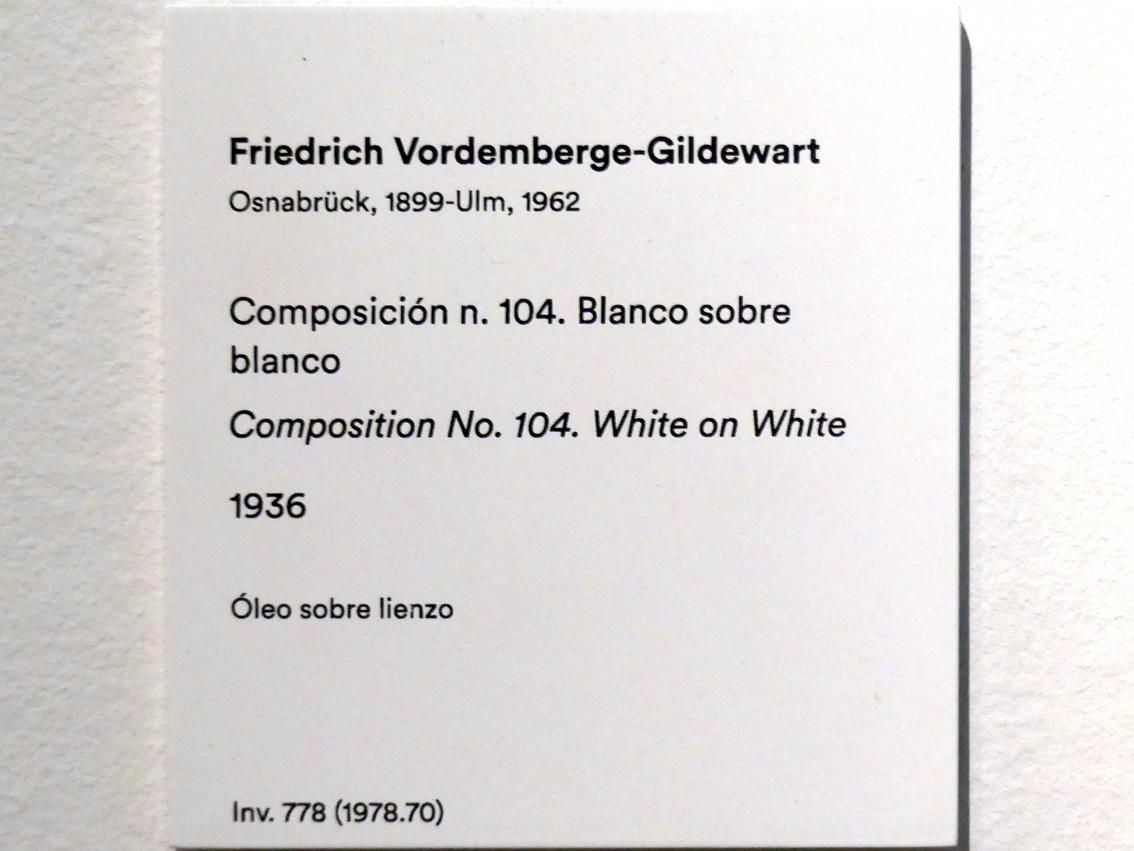 Friedrich Vordemberge-Gildewart
Osnabrück, 1899-Ulm, 1962
Composición n. 104. Blanco sobre
blanco
Composition No. 104. White on White
1936
Óleo sobre lienzo
Inv. 778 (1978.70)